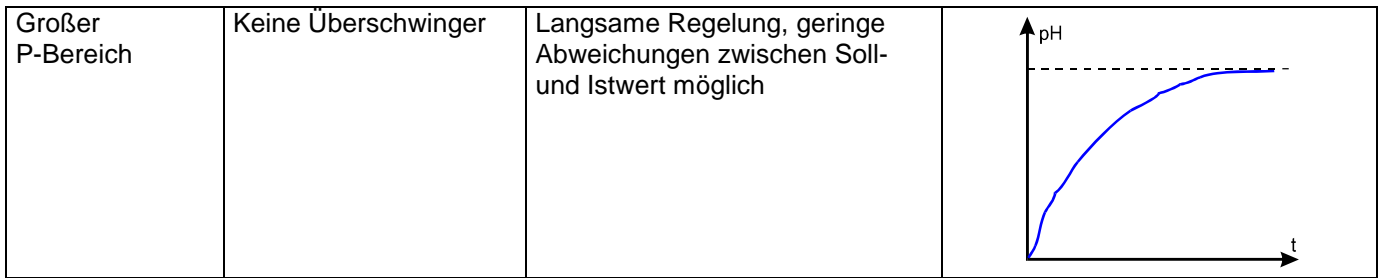 Großer
P-Bereich
Keine Überschwinger
Langsame Regelung, geringe
Abweichungen zwischen Soll-
und Istwert möglich
pH
t